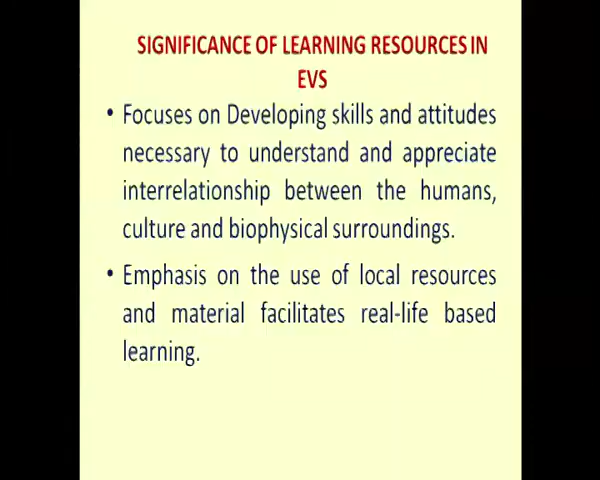 SIGNIFICANCE OF LEARNING RESOURCES IN
EVS
• Focuses on Developing skills and attitudes
necessary to understand and appreciate
interrelationship between the humans,
culture and biophysical surroundings.
• Emphasis on the use of local resources
and material facilitates real-life based
learning.